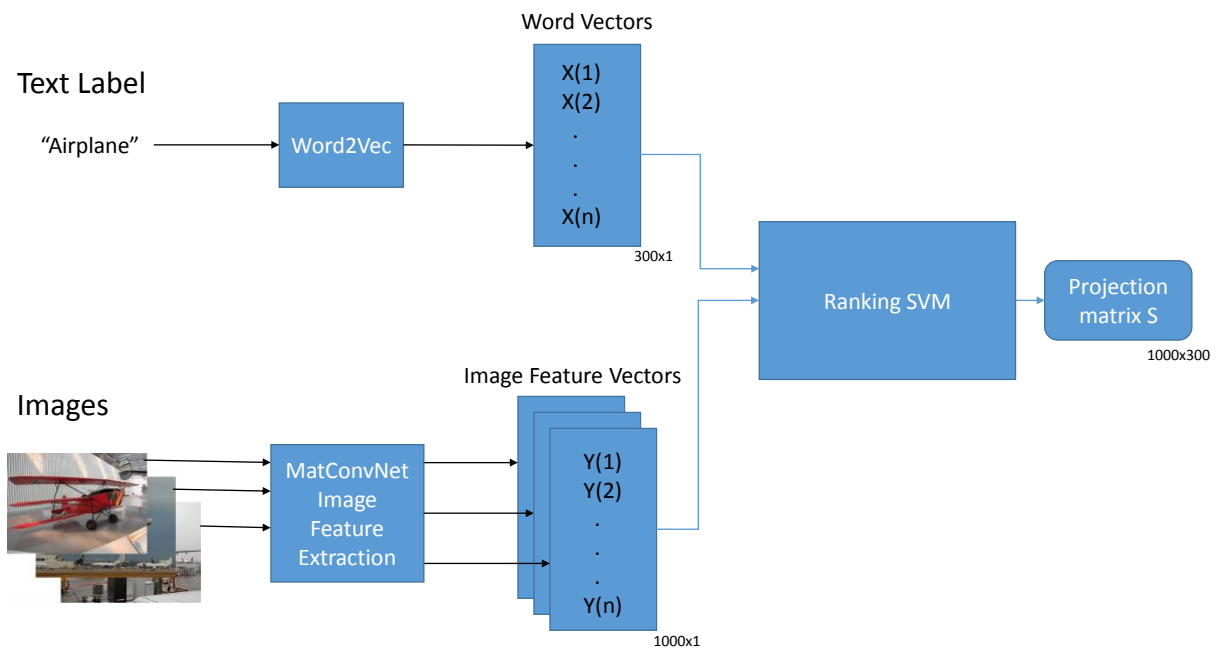 Word Vectors
Text Label
“Airplane”
Word2Vec
X(1)
X(2)
.
.
.
X(n)
300x1
Ranking SVM
Projection
matrix S
1000x300
Images
MatConvNet
Image
Feature
Extraction
Image Feature Vectors
Y(1)
Y(2)
.
.
.
Y(n)
1000x1